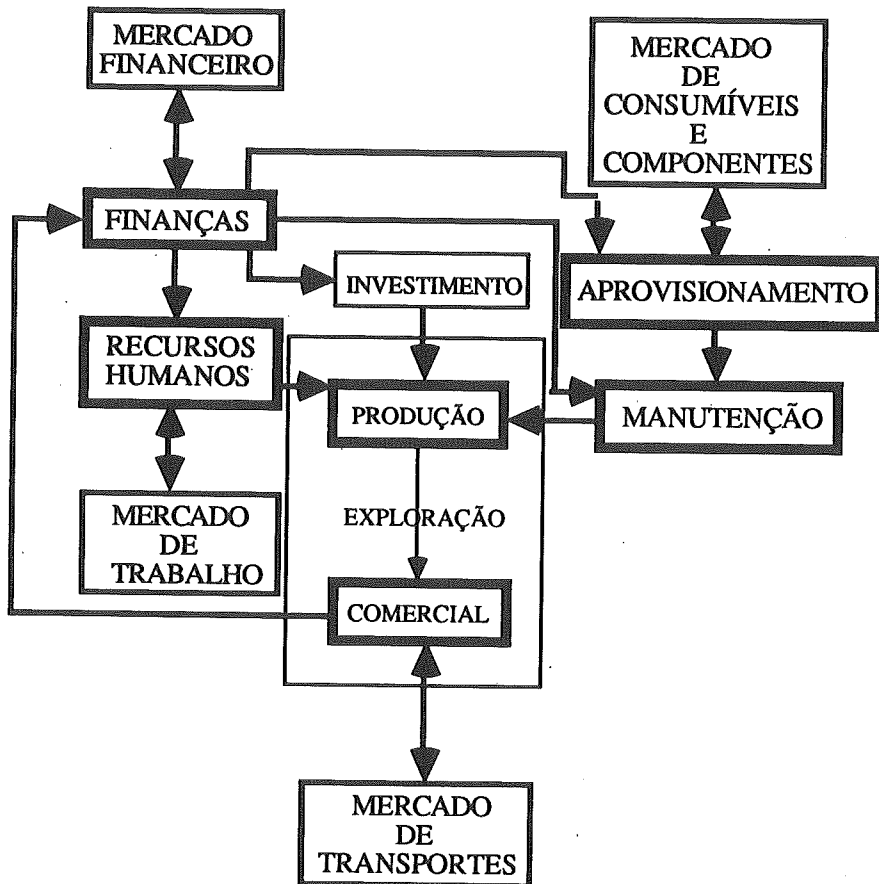 MERCADO
FINANCEIRO
MERCADO
DE
CONSUMÍVEIS
E
COMPONENTES
FINANÇAS
INVESTIMENTO
APROVISIONAMENTO
RECURSOS
HUMANOS
PRODUÇÃO
MANUTENÇÃO
MERCADO
DE
TRABALHO
EXPLORAÇÃO
COMERCIAL
MERCADO
DE
TRANSPORTES